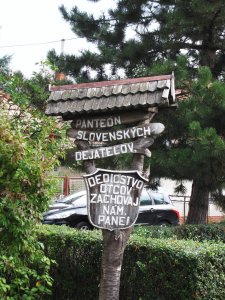 PANTEÓN
SLOVENSKÝCH
DEJATEĽOV
DEDIČSTVO
OTCOV
ZACHOVAJ
NÁM,
PANE!